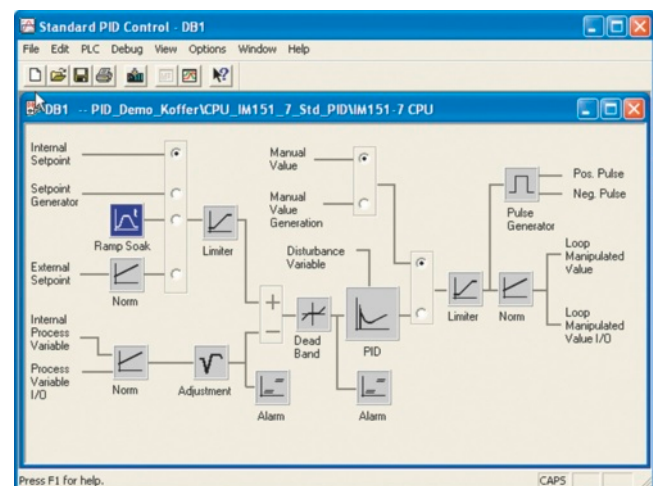 Standard PID Control - DB1
File Edit PLC Debug View Options Window Help
DB1 -- PID_Demo_Koffer\CPU_IM151_7_Std_PID\IM151-7 CPU
Internal
Setpoint
Setpoint
Generator
Ramp Soak
External
Setpoint
Norm
Limiter
Internal
Process
Variable
Process
Variable
I/O
Norm
Adjustment
Alarm
+
−
Dead
Band
Manual
Value
Manual
Value
Generation
Disturbance
Variable
PID
Alarm
Limiter
Norm
Pulse
Generator
Pos. Pulse
Neg. Pulse
Loop
Manipulated
Value
Loop
Manipulated
Value I/O
Press F1 for help.
CAPS